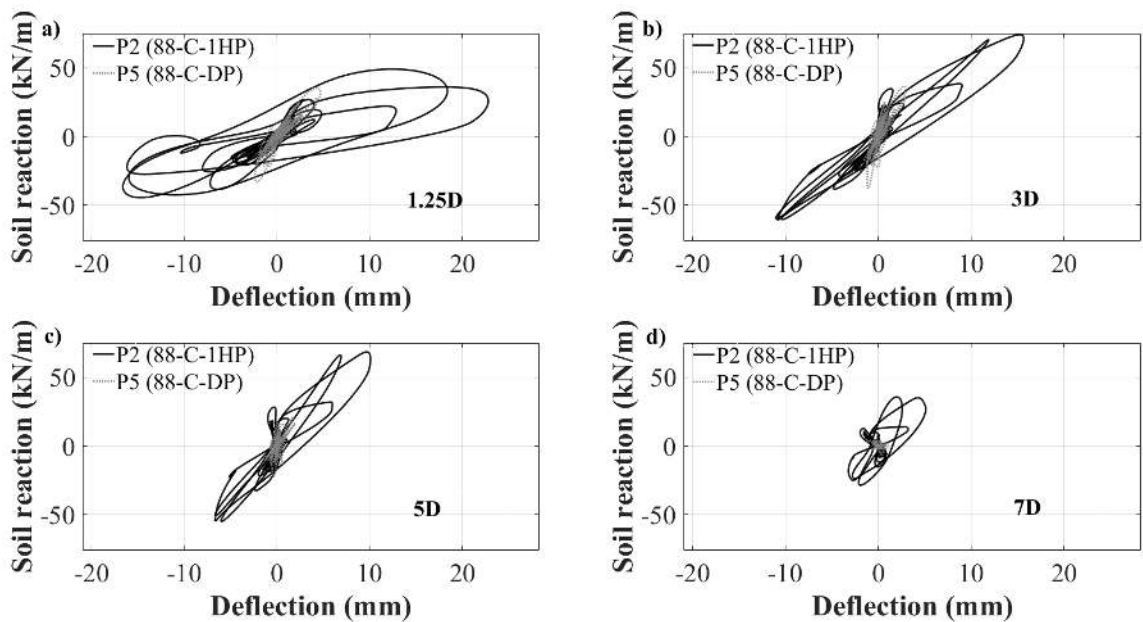 a)
P2 (88-C-1HP)
P5 (88-C-DP)
50
0
-50
-20
-10
0
10
20
Soil reaction (kN/m)
Deflection (mm)
1.25D
b)
P2 (88-C-1HP)
P5 (88-C-DP)
50
0
-50
-20
-10
0
10
20
Soil reaction (kN/m)
Deflection (mm)
3D
c)
P2 (88-C-1HP)
P5 (88-C-DP)
50
0
-50
-20
-10
0
10
20
Soil reaction (kN/m)
Deflection (mm)
5D
d)
P2 (88-C-1HP)
P5 (88-C-DP)
50
0
-50
-20
-10
0
10
20
Soil reaction (kN/m)
Deflection (mm)
7D